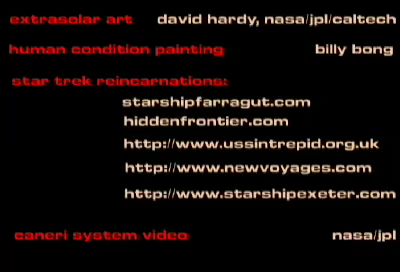 extrasolar art david hardy, nasa/jpl/caltech
human condition painting billy bong
star trek reincarnations:
starshipfarragut.com
hiddenfrontier.com
http://www.ussintrepid.org.uk
http://www.newvoyages.com
http://www.starshipexeter.com
cancri system video nasa/jpl